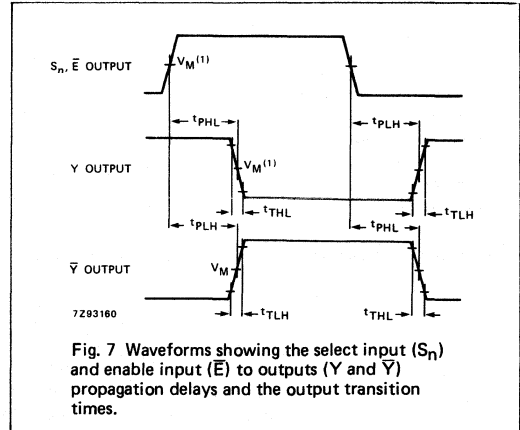 Sn, E̅ OUTPUT
VM(1)
tPHL
tPLH
Y OUTPUT
VM(1)
tTHL
tTLH
tPLH
tPHL
Y̅ OUTPUT
VM
tTLH
tTHL
7Z93160
Fig. 7 Waveforms showing the select input (Sn)
and enable input (E̅) to outputs (Y and Y̅)
propagation delays and the output transition
times.